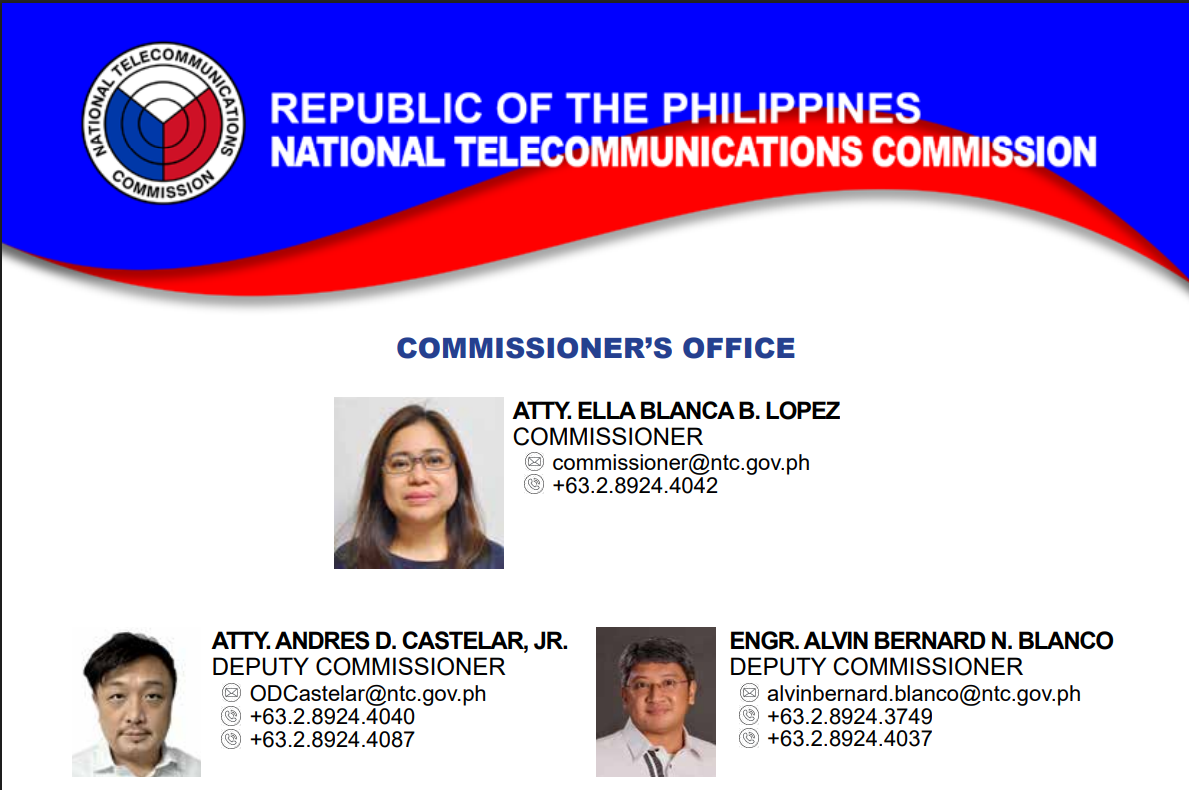 NATIONAL TELECOMMUNICATIONS
COMMISSION
REPUBLIC OF THE PHILIPPINES
NATIONAL TELECOMMUNICATIONS COMMISSION
COMMISSIONER’S OFFICE
ATTY. ELLA BLANCA B. LOPEZ
COMMISSIONER
commissioner@ntc.gov.ph
+63.2.8924.4042
ATTY. ANDRES D. CASTELAR, JR.
DEPUTY COMMISSIONER
ODCastelar@ntc.gov.ph
+63.2.8924.4040
+63.2.8924.4087
ENGR. ALVIN BERNARD N. BLANCO
DEPUTY COMMISSIONER
alvinbernard.blanco@ntc.gov.ph
+63.2.8924.3749
+63.2.8924.4037